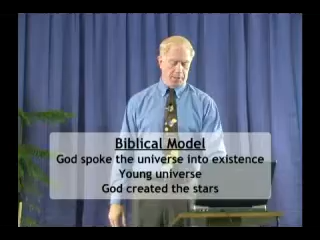 Biblical Model
God spoke the universe into existence
Young universe
God created the stars